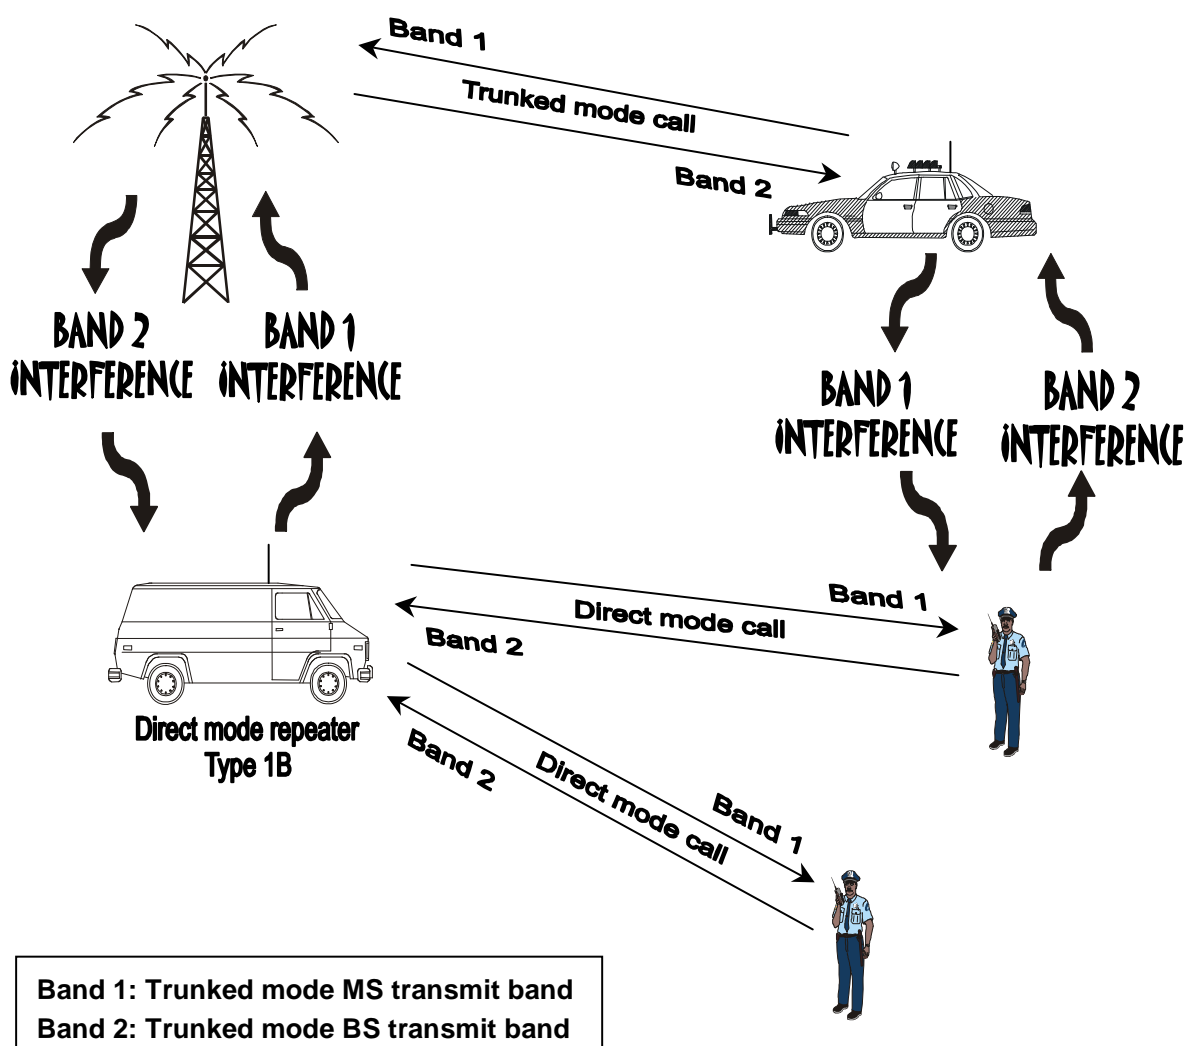 Band 1
Trunked mode call
Band 2
BAND 2
INTERFERENCE
BAND 1
INTERFERENCE
BAND 1
INTERFERENCE
BAND 2
INTERFERENCE
Band 1
Direct mode call
Band 2
Direct mode repeater
Type 1B
Band 2
Direct mode call
Band 1
Band 1: Trunked mode MS transmit band
Band 2: Trunked mode BS transmit band